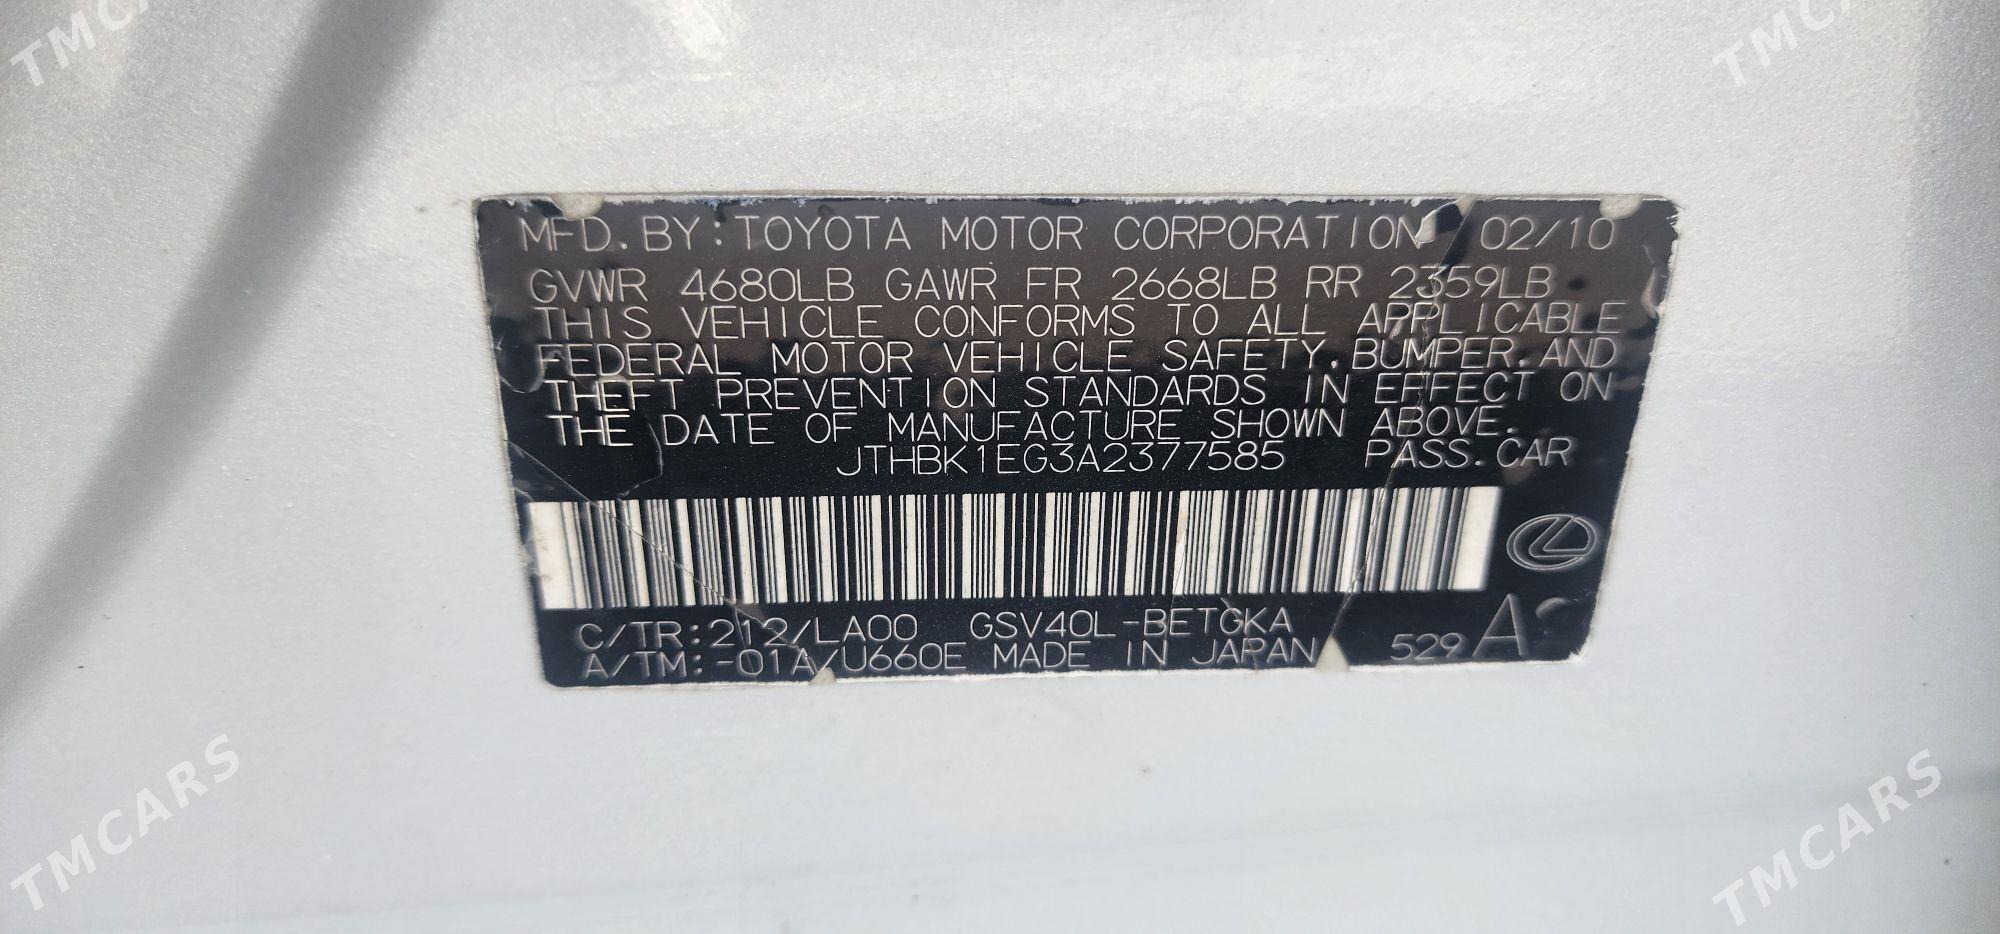 TMCARS
TMCARS
MFD. BY: TOYOTA MOTOR CORPORATION 02/10
GVWR 4680LB GAWR FR 2668LB RR 2359LB
THIS VEHICLE CONFORMS TO ALL APPLICABLE
FEDERAL MOTOR VEHICLE SAFETY, BUMPER, AND
THEFT PREVENTION STANDARDS IN EFFECT ON
THE DATE OF MANUFACTURE SHOWN ABOVE.
JTHBK1EG3A2377585 PASS. CAR
C/TR: 212/LA00 GSV40L-BETGKA
A/TM: -01A/U660E MADE IN JAPAN 529 A
TMCARS
TMCARS